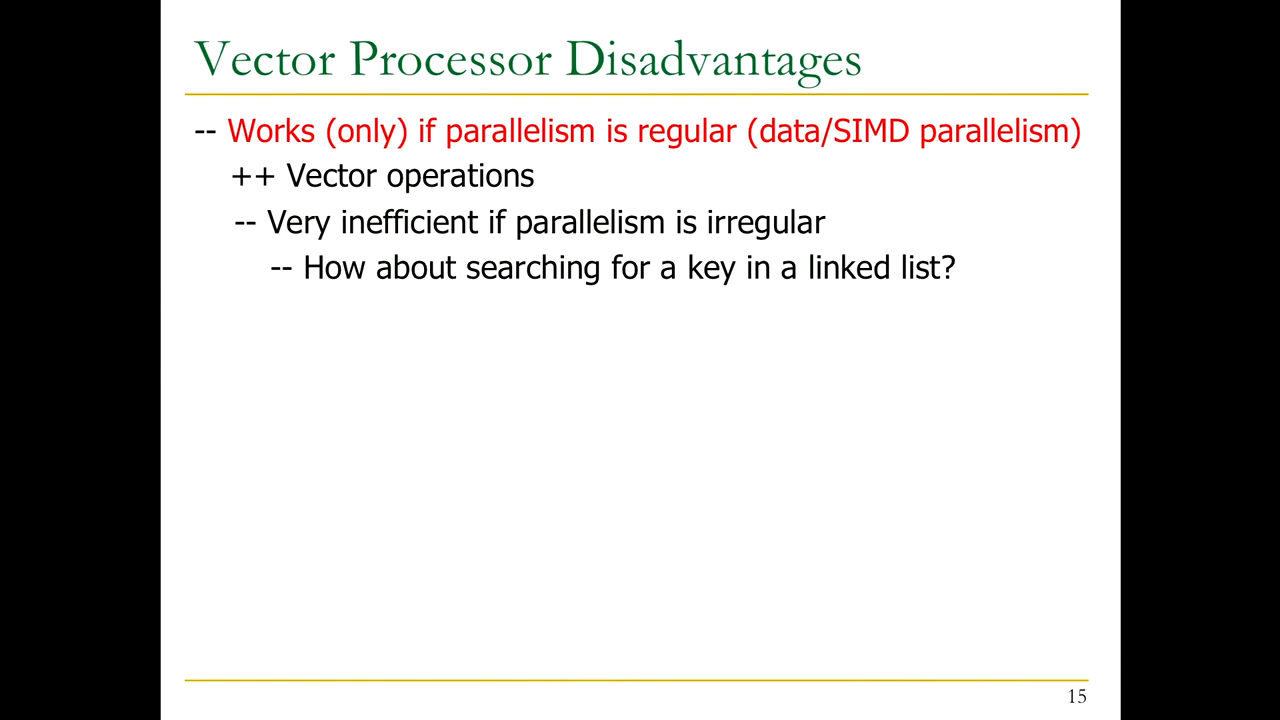 Vector Processor Disadvantages
-- Works (only) if parallelism is regular (data/SIMD parallelism)
++ Vector operations
-- Very inefficient if parallelism is irregular
-- How about searching for a key in a linked list?
15